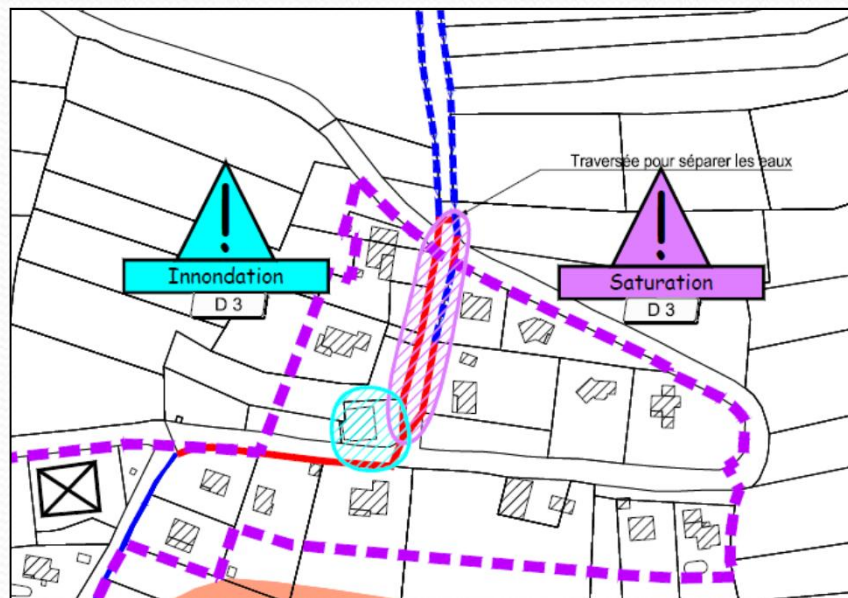 Traversée pour séparer les eaux
!
!
Innondation
Saturation
D 3
D 3